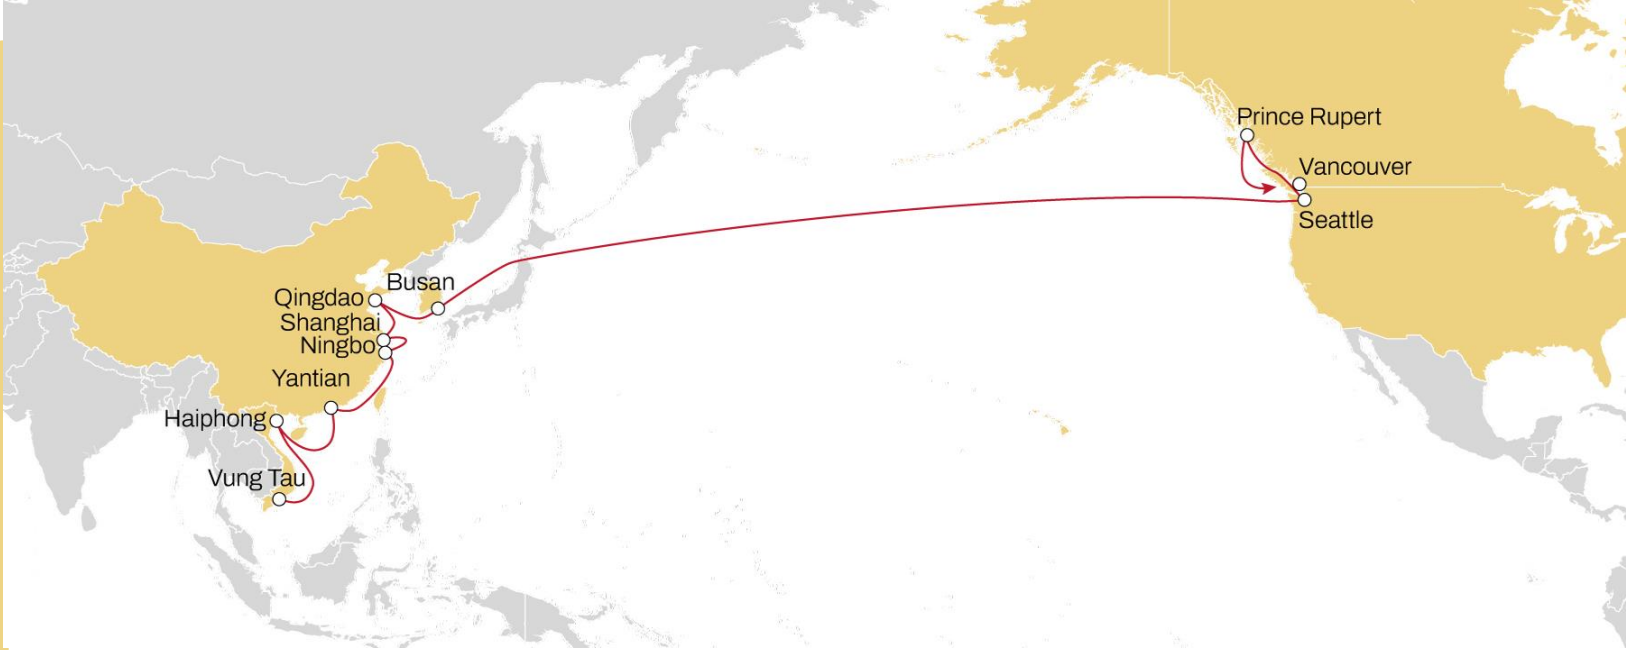 Prince Rupert
Vancouver
Seattle
Busan
Qingdao
Shanghai
Ningbo
Yantian
Haiphong
Vung Tau